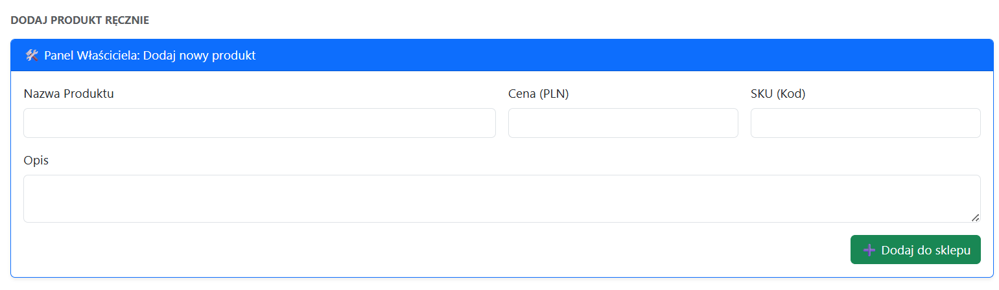 DODAJ PRODUKT RĘCZNIE
🛠️ Panel Właściciela: Dodaj nowy produkt
Nazwa Produktu Cena (PLN) SKU (Kod)
Opis
➕ Dodaj do sklepu